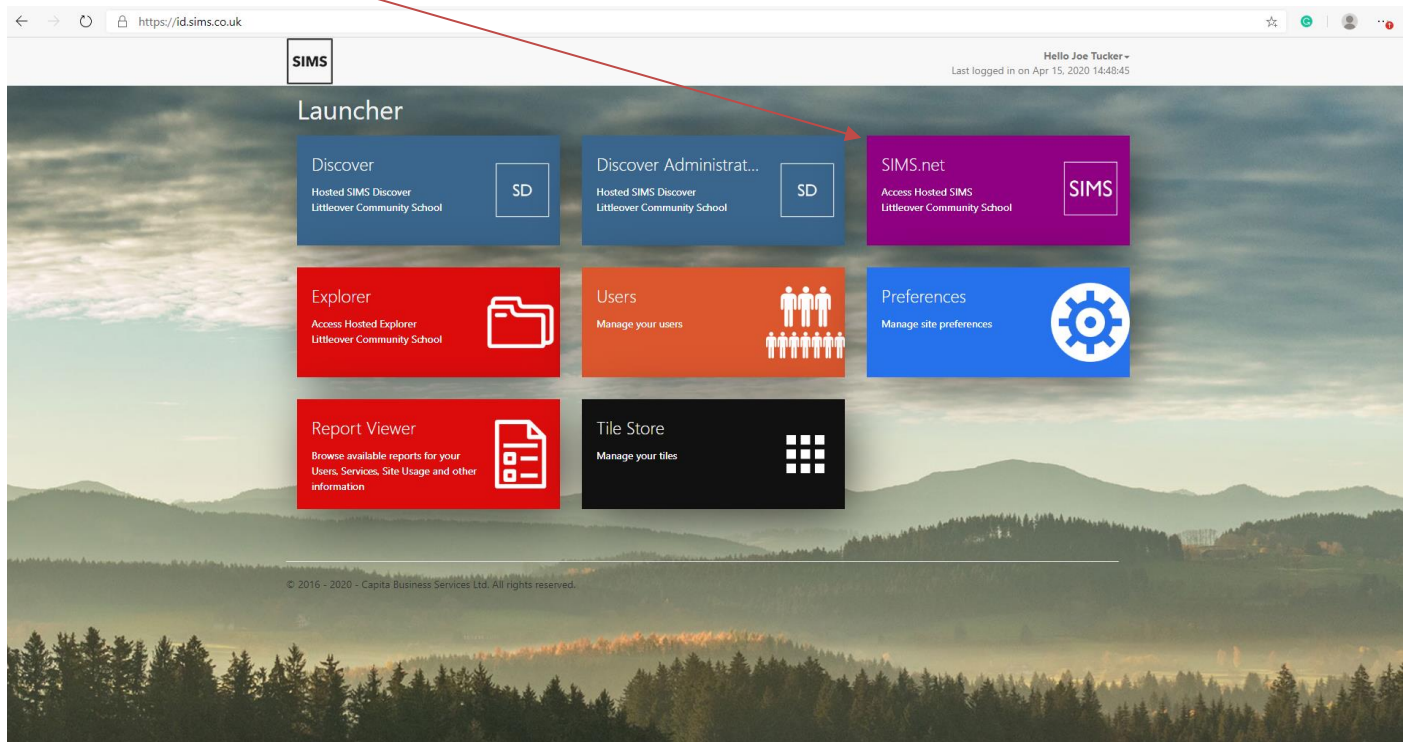 https://id.sims.co.uk
SIMS
Hello Joe Tucker
Last logged in on Apr 15, 2020 14:48:45
Launcher
Discover
Hosted SIMS Discover
Littleover Community School
SD
Discover Administrat...
Hosted SIMS Discover
Littleover Community School
SD
SIMS.net
Access Hosted SIMS
Littleover Community School
SIMS
Explorer
Access Hosted Explorer
Littleover Community School
Users
Manage your users
Preferences
Manage site preferences
Report Viewer
Browse available reports for your
Users, Services, Site Usage and other
information
Tile Store
Manage your tiles
© 2016 - 2020 - Capita Business Services Ltd. All rights reserved.